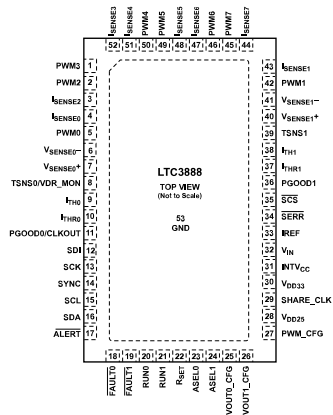 ISENSE3
ISENSE4
PWM4
PWM5
ISENSE5
ISENSE6
PWM6
PWM7
ISENSE7
52 51 50 49 48 47 46 45 44
PWM3 1
PWM2 2
ISENSE2 3
ISENSE0 4
PWM0 5
VSENSE0– 6
VSENSE0+ 7
TSNS0/VDR_MON 8
ITH0 9
ITHR0 10
PGOOD0/CLKOUT 11
SDI 12
SCK 13
SYNC 14
SCL 15
SDA 16
ALERT 17
LTC3888
TOP VIEW
(Not to Scale)
53
GND
43 ISENSE1
42 PWM1
41 VSENSE1–
40 VSENSE1+
39 TSNS1
38 ITH1
37 ITHR1
36 PGOOD1
35 SCS
34 SERR
33 IREF
32 VIN
31 INTVCC
30 VDD33
29 SHARE_CLK
28 VDD25
27 PWM_CFG
18 19 20 21 22 23 24 25 26
FAULT0
FAULT1
RUN0
RUN1
RSET
ASEL0
ASEL1
VOUT0_CFG
VOUT1_CFG